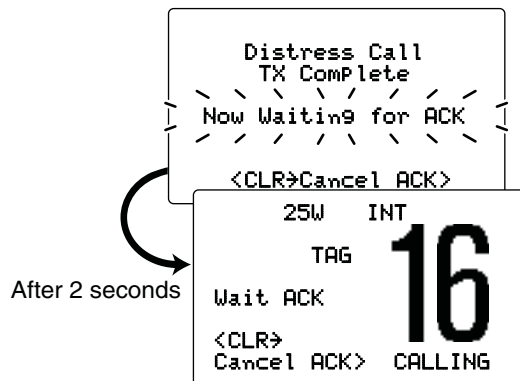 Distress Call
TX Complete
Now Waiting for ACK
<CLR→Cancel ACK>
After 2 seconds
25W INT
TAG
16
Wait ACK
<CLR→
Cancel ACK> CALLING